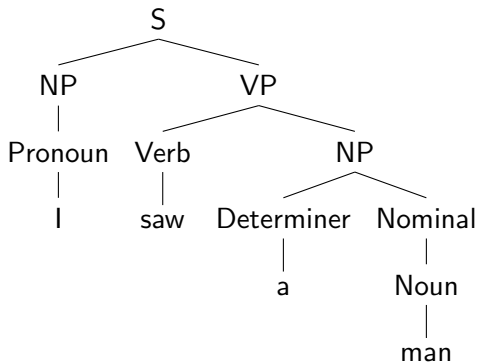 S
NP VP
Pronoun Verb NP
I saw Determiner Nominal
a Noun
man